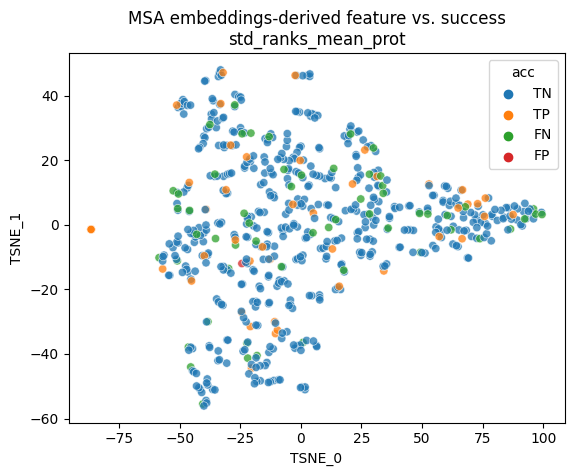 MSA embeddings-derived feature vs. success
std_ranks_mean_prot
acc
TN
TP
FN
FP
40
20
0
−20
−40
−60
TSNE_1
−75
−50
−25
0
25
50
75
100
TSNE_0